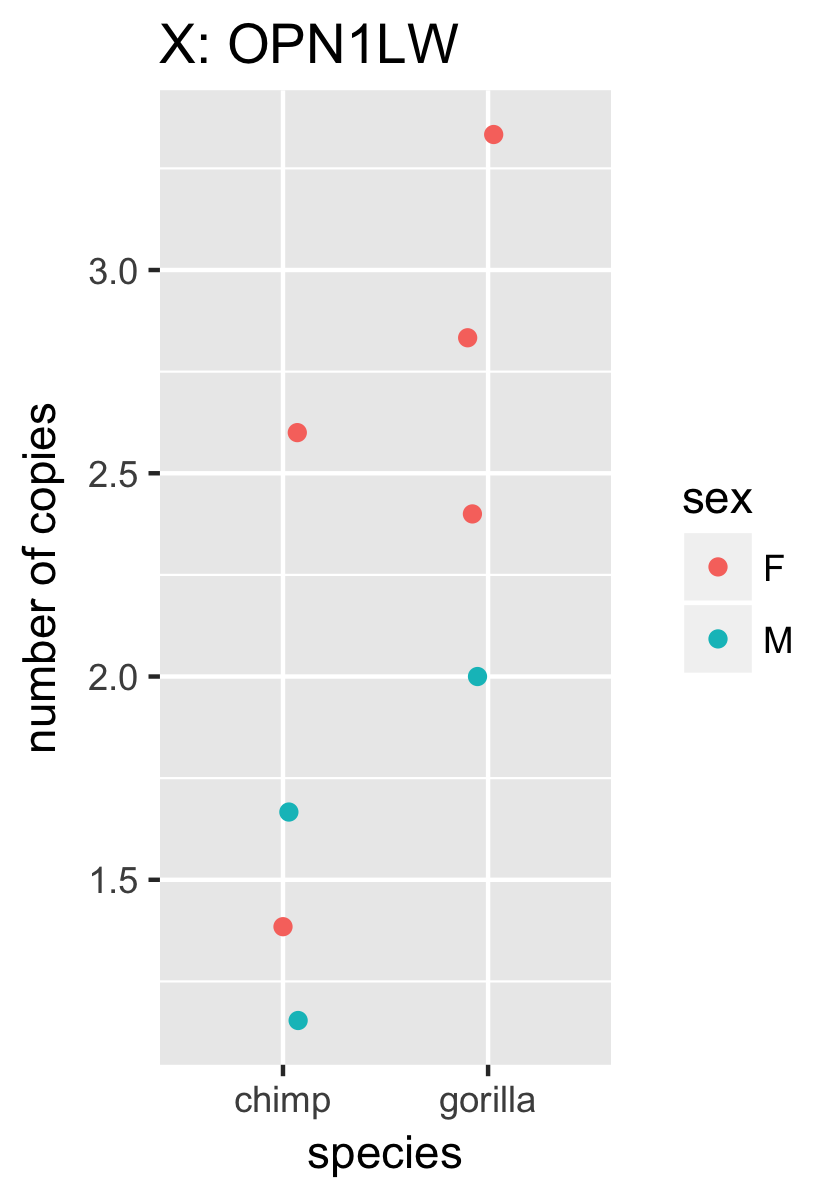 X: OPN1LW
number of copies
3.0
2.5
2.0
1.5
chimp gorilla
species
sex
F
M